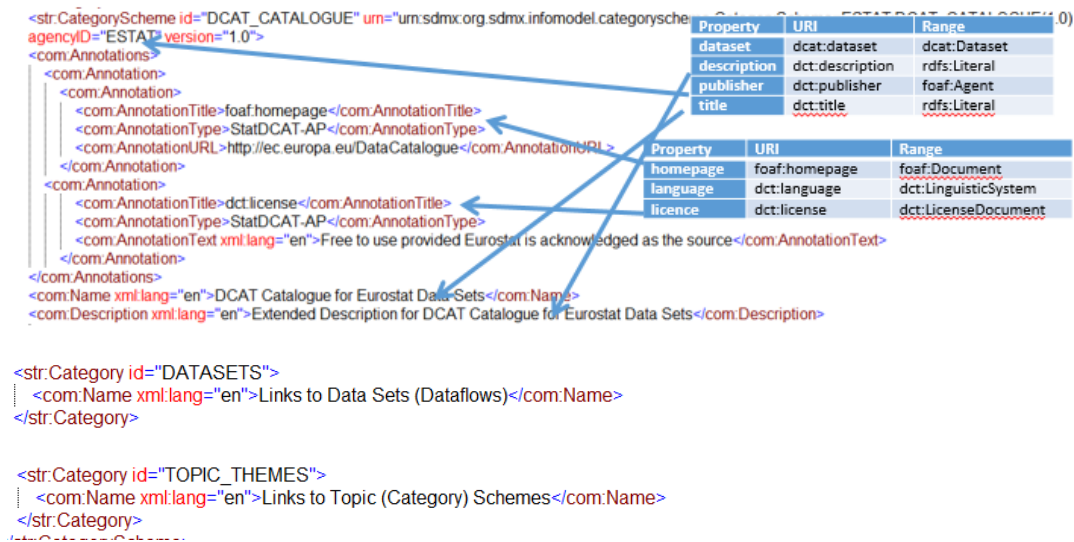 <str:CategoryScheme id="DCAT_CATALOGUE" urn="urn:sdmx:org.sdmx.infomodel.categoryscheme
agencyID="ESTAT" version="1.0">
<com:Annotations>
<com:Annotation>
<com:Annotation>
<com:AnnotationTitle>foaf:homepage</com:AnnotationTitle>
<com:AnnotationType>StatDCAT-AP</com:AnnotationType>
<com:AnnotationURL>http://ec.europa.eu/DataCatalogue</com:AnnotationURL>
</com:Annotation>
<com:Annotation>
<com:AnnotationTitle>dct:license</com:AnnotationTitle>
<com:AnnotationType>StatDCAT-AP</com:AnnotationType>
<com:AnnotationText xml:lang="en">Free to use provided Eurostat is acknowledged as the source</com:AnnotationText>
</com:Annotation>
</com:Annotations>
<com:Name xml:lang="en">DCAT Catalogue for Eurostat Data Sets</com:Name>
<com:Description xml:lang="en">Extended Description for DCAT Catalogue for Eurostat Data Sets</com:Description>
Property URI Range
dataset dcat:dataset dcat:Dataset
description dct:description rdfs:Literal
publisher dct:publisher foaf:Agent
title dct:title rdfs:Literal
Property URI Range
homepage foaf:homepage foaf:Document
language dct:language dct:LinguisticSystem
licence dct:license dct:LicenseDocument
<str:Category id="DATASETS">
<com:Name xml:lang="en">Links to Data Sets (Dataflows)</com:Name>
</str:Category>
<str:Category id="TOPIC_THEMES">
<com:Name xml:lang="en">Links to Topic (Category) Schemes</com:Name>
</str:Category>